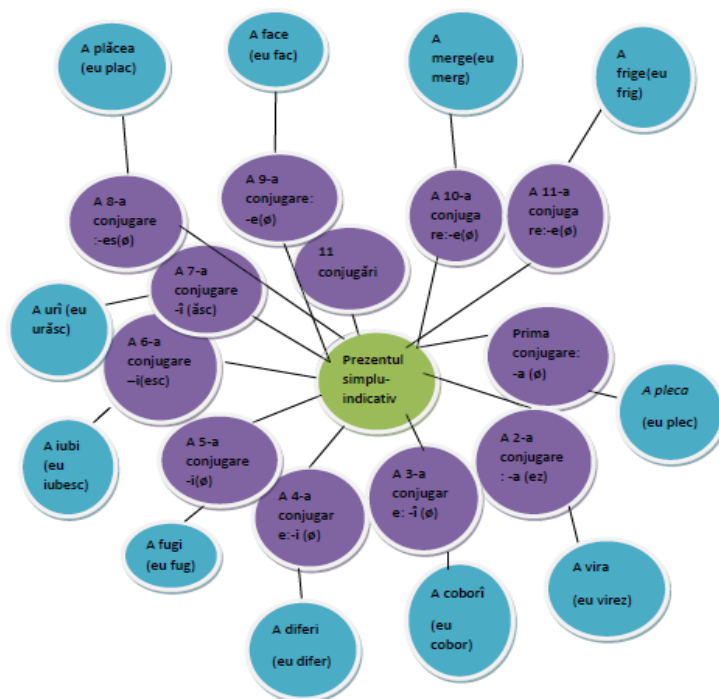 A plăcea
(eu plac)
A face
(eu fac)
A
merge(eu
merg)
A
frige(eu
frig)
A 8-a
conjugare
:-es(ø)
A 9-a
conjugare:
-e(ø)
A 10-a
conjuga
re:-e(ø)
A 11-a
conjuga
re:-e(ø)
11
conjugări
A 7-a
conjugare
-î (ăsc)
A urî (eu
urăsc)
A 6-a
conjugare
–i(esc)
Prezentul
simplu-
indicativ
Prima
conjugare:
-a (ø)
A pleca
(eu plec)
A iubi
(eu
iubesc)
A 5-a
conjugare
-i(ø)
A 4-a
conjugar
e:-i (ø)
A 3-a
conjugar
e: -î (ø)
A 2-a
conjugare
: -a (ez)
A fugi
(eu fug)
A diferi
(eu difer)
A coborî
(eu
cobor)
A vira
(eu virez)